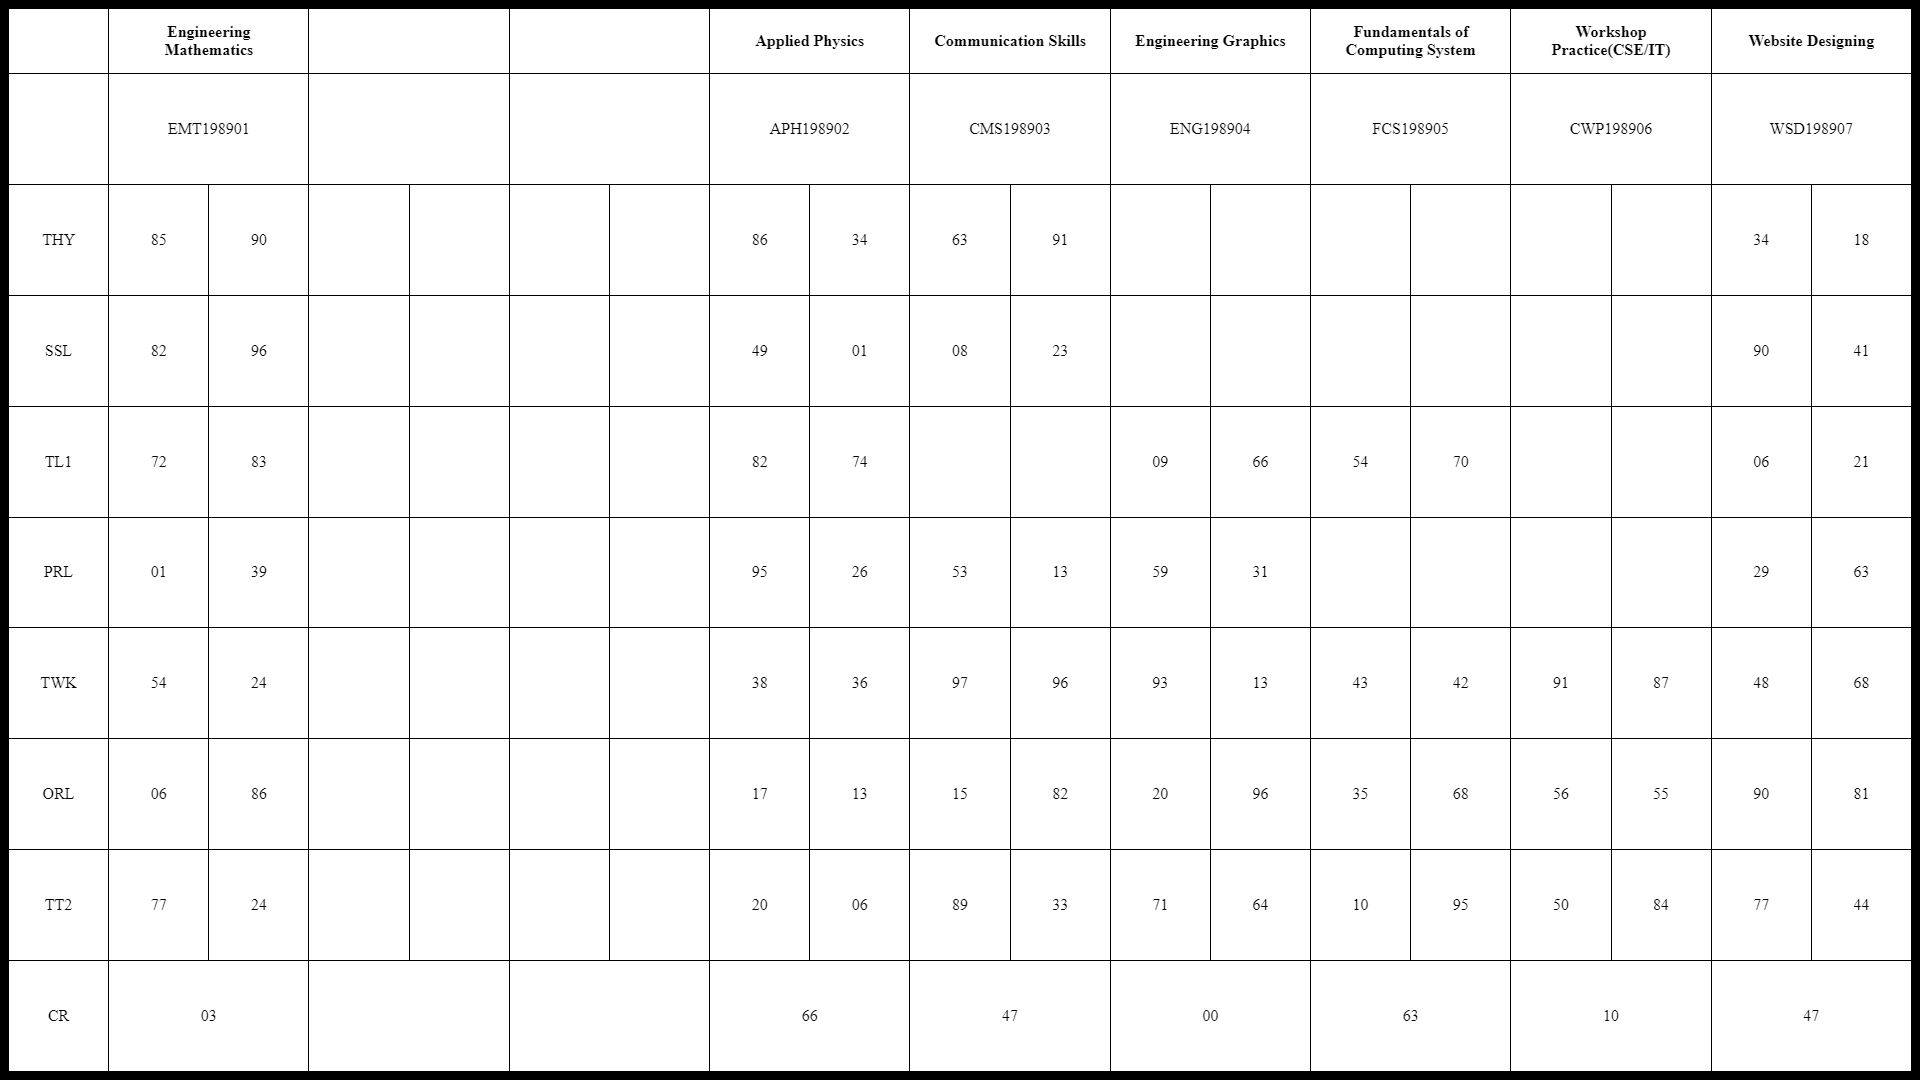 Engineering Mathematics Applied Physics Communication Skills Engineering Graphics Fundamentals of Computing System Workshop Practice(CSE/IT) Website Designing
EMT198901 APH198902 CMS198903 ENG198904 FCS198905 CWP198906 WSD198907
THY 85 90 86 34 63 91 34 18
SSL 82 96 49 01 08 23 90 41
TL1 72 83 82 74 09 66 54 70 06 21
PRL 01 39 95 26 53 13 59 31 29 63
TWK 54 24 38 36 97 96 93 13 43 42 91 87 48 68
ORL 06 86 17 13 15 82 20 96 35 68 56 55 90 81
TT2 77 24 20 06 89 33 71 64 10 95 50 84 77 44
CR 03 66 47 00 63 10 47